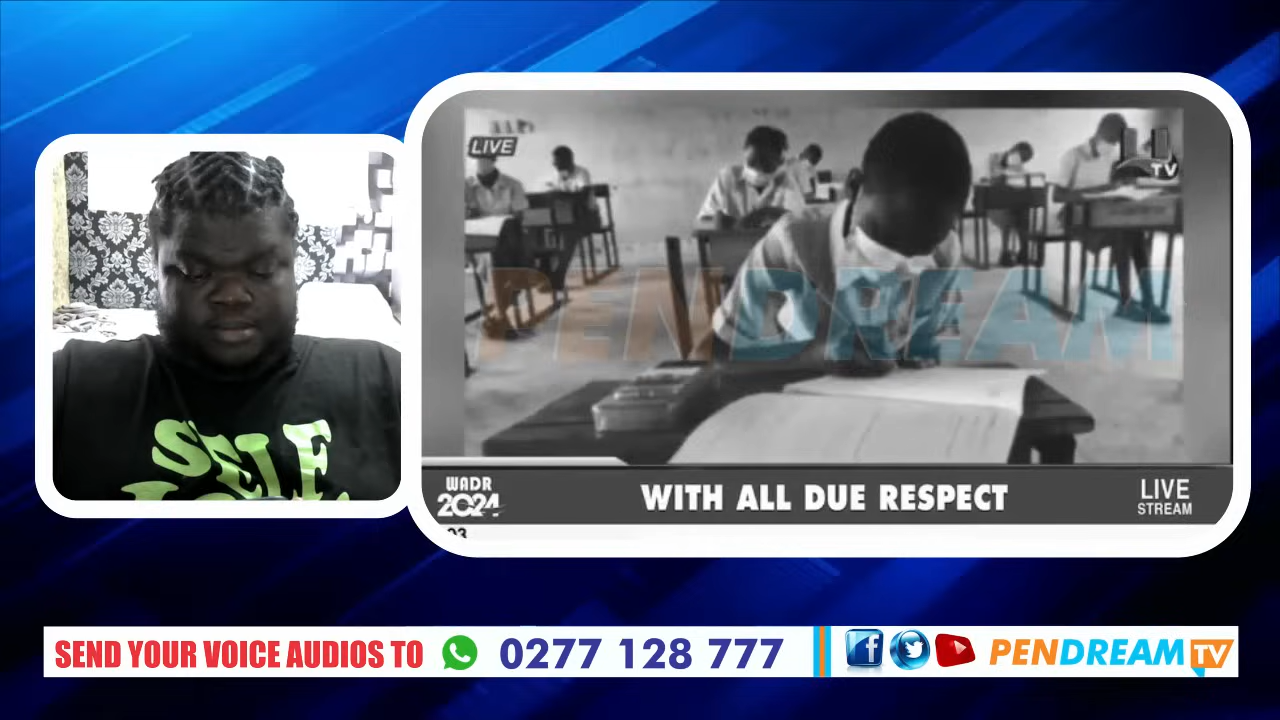 SELF
LIVE
TV
PENDREAM
WADR
2024
WITH ALL DUE RESPECT
LIVE
STREAM
SEND YOUR VOICE AUDIOS TO
0277 128 777
PENDREAM TV